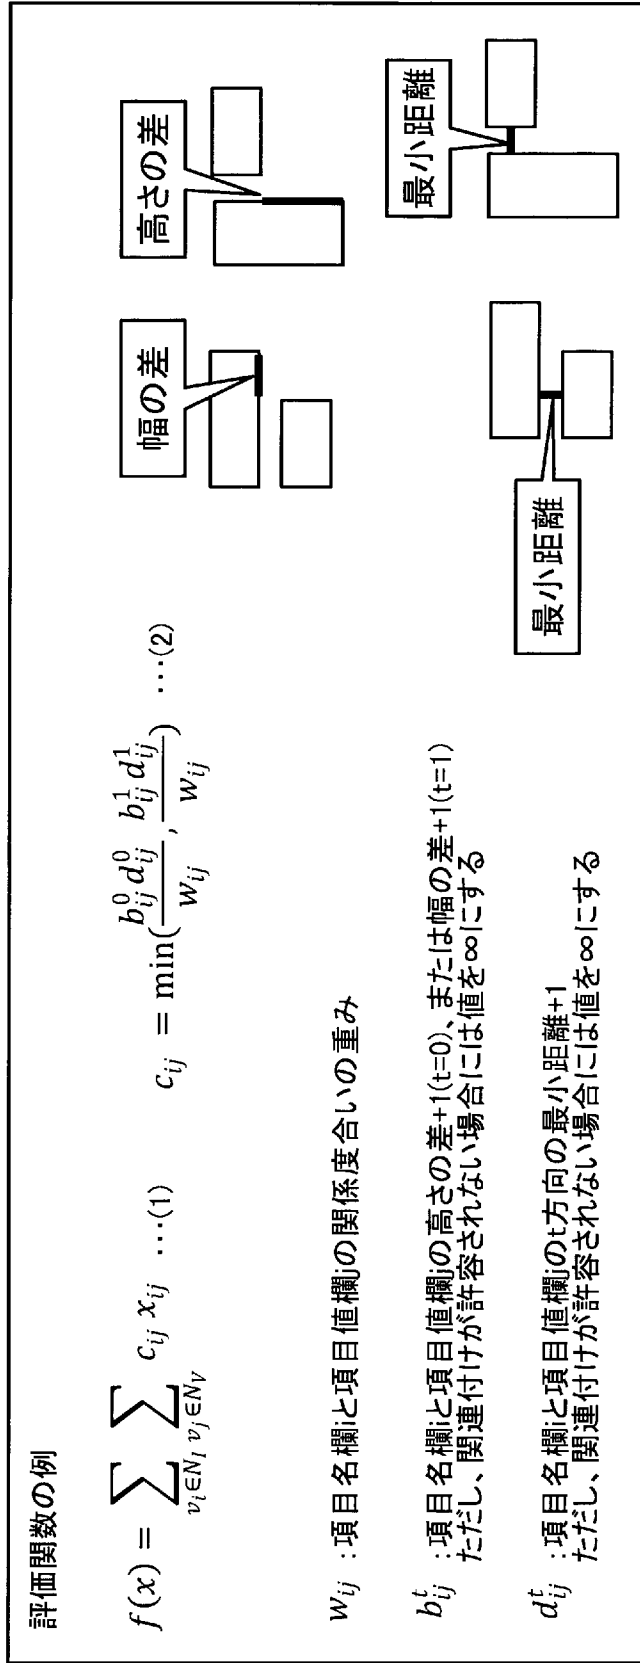 評価関数の例
f(x) = ∑_{v_i∈N_I} ∑_{v_j∈N_V} c_{ij} x_{ij} …(1)
c_{ij} = min(\frac{b^0_{ij} d^0_{ij}}{w_{ij}}, \frac{b^1_{ij} d^1_{ij}}{w_{ij}}) …(2)
w_{ij} :項目名欄iと項目値欄jの関係度合いの重み
b^t_{ij} :項目名欄iと項目値欄jの高さの差+1(t=0)、または幅の差+1(t=1)
ただし、関連付けが許容されない場合には値を∞にする
d^t_{ij} :項目名欄iと項目値欄jのt方向の最小距離+1
ただし、関連付けが許容されない場合には値を∞にする
幅の差
高さの差
最小距離
最小距離